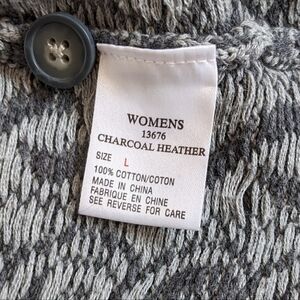 WOMENS
13676
CHARCOAL HEATHER
SIZE L
100% COTTON/COTON
MADE IN CHINA
FABRIQUE EN CHINE
SEE REVERSE FOR CARE